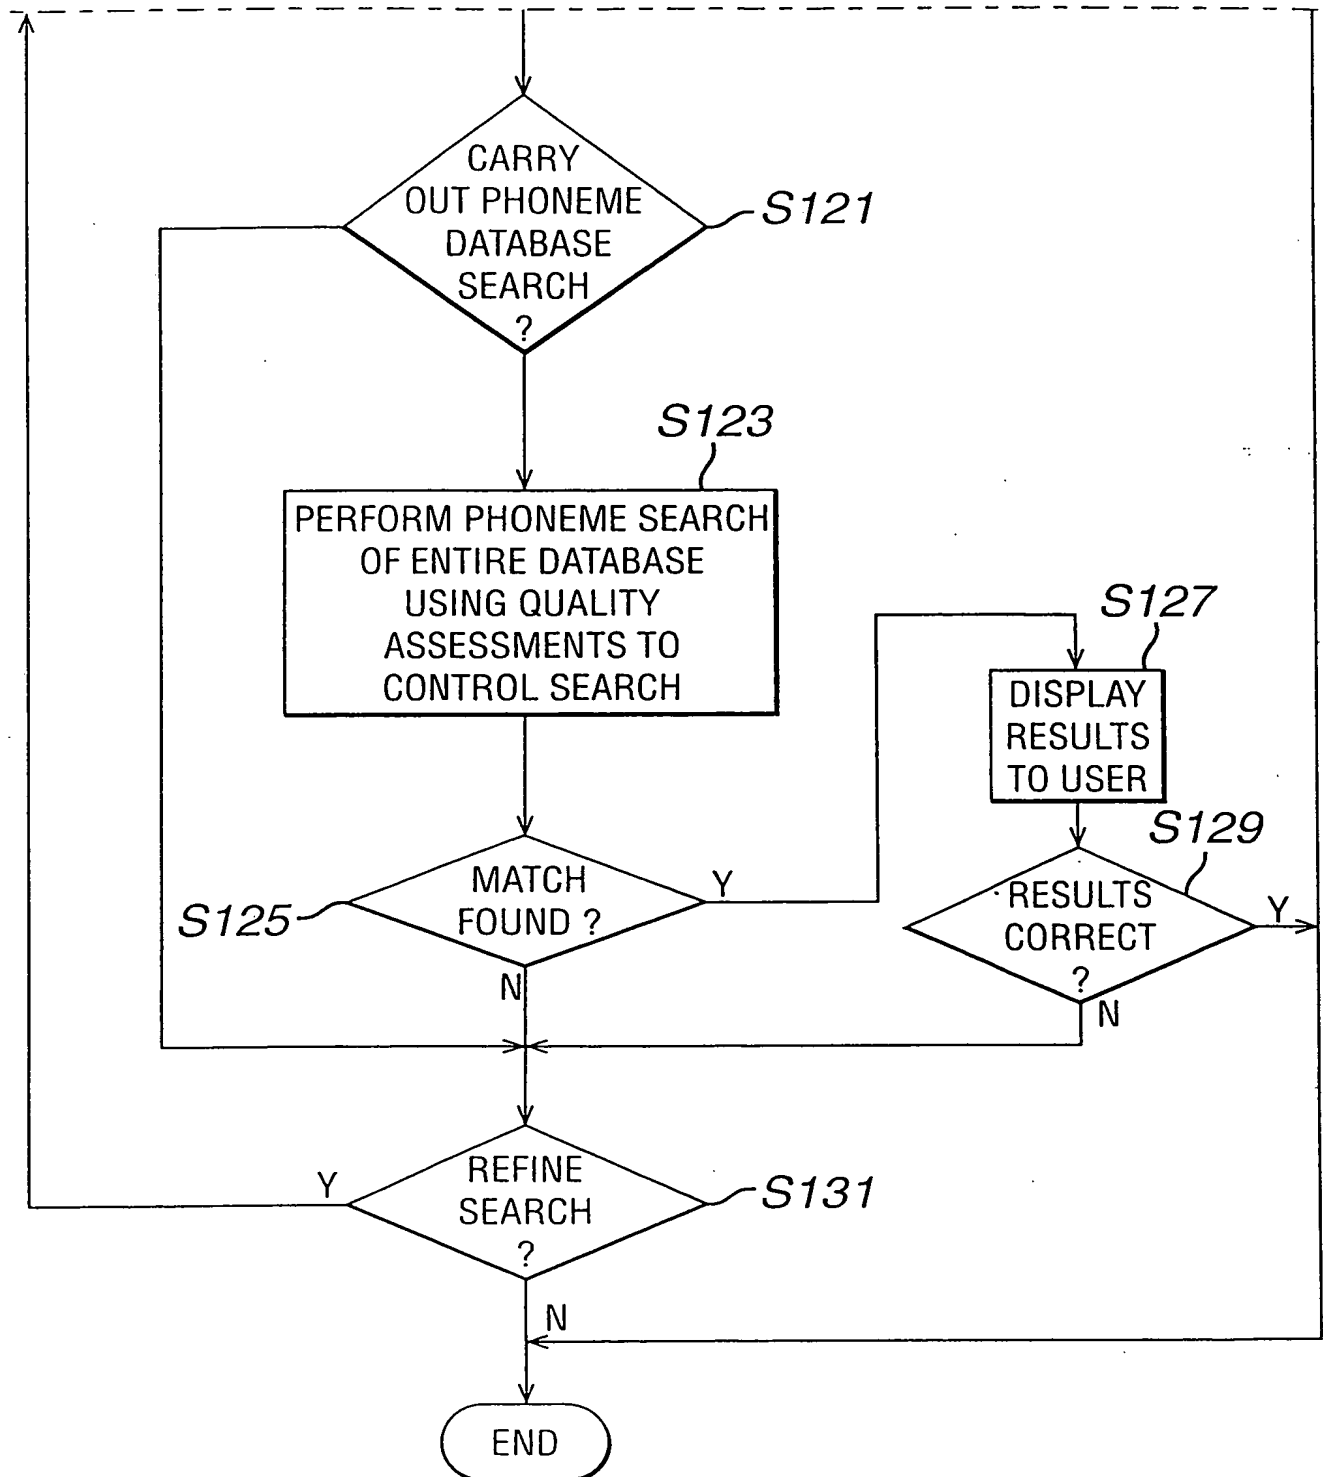 CARRY
OUT PHONEME
DATABASE
SEARCH
?
S121
S123
PERFORM PHONEME SEARCH
OF ENTIRE DATABASE
USING QUALITY
ASSESSMENTS TO
CONTROL SEARCH
S127
DISPLAY
RESULTS
TO USER
S125
MATCH
FOUND ?
Y
N
S129
RESULTS
CORRECT
?
Y
N
REFINE
SEARCH
?
S131
Y
N
END